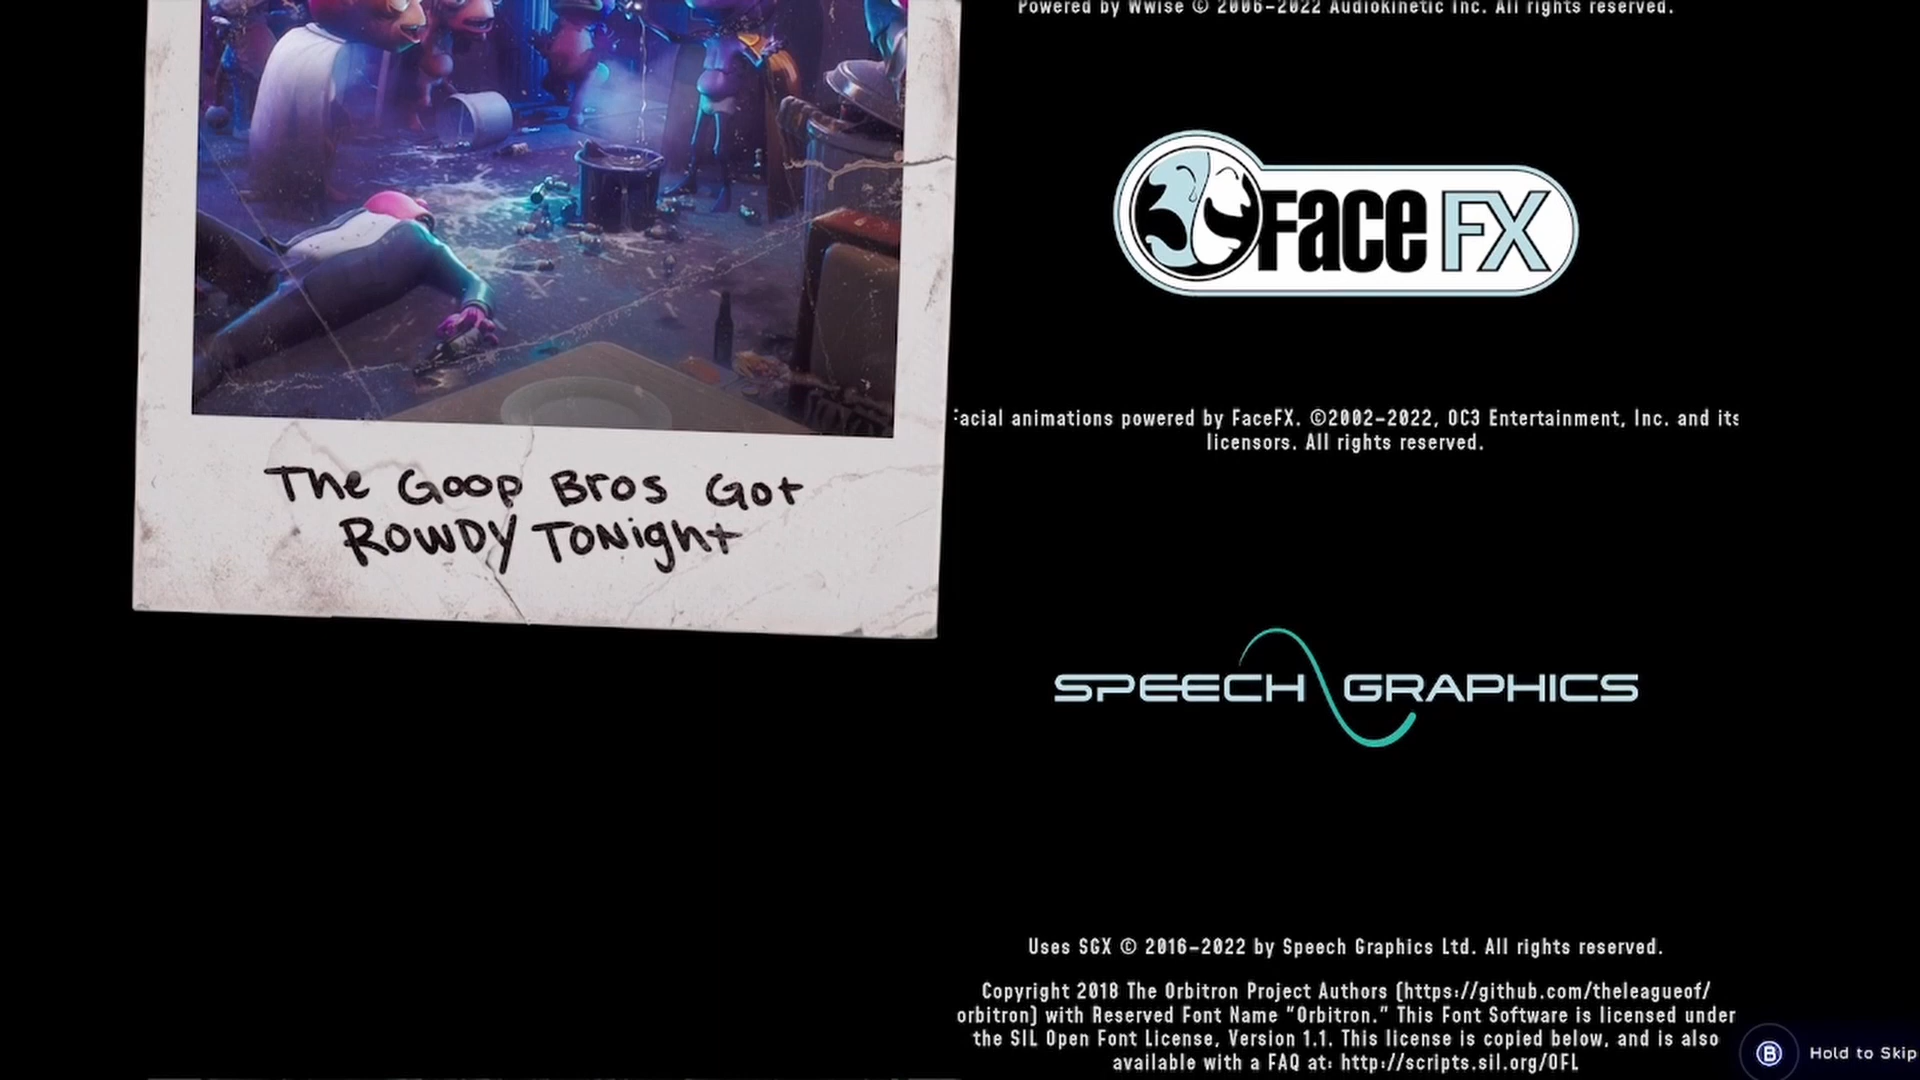 Powered by Wwise © 2006-2022 Audiokinetic Inc. All rights reserved.
Face FX
Facial animations powered by FaceFX. ©2002-2022, OC3 Entertainment, Inc. and its
licensors. All rights reserved.
The Goop Bros Got
Rowdy Tonight
SPEECH GRAPHICS
Uses SGX © 2016-2022 by Speech Graphics Ltd. All rights reserved.
Copyright 2018 The Orbitron Project Authors (https://github.com/theleagueof/
orbitron) with Reserved Font Name "Orbitron." This Font Software is licensed under
the SIL Open Font License, Version 1.1. This license is copied below, and is also
available with a FAQ at: http://scripts.sil.org/OFL
B Hold to Skip